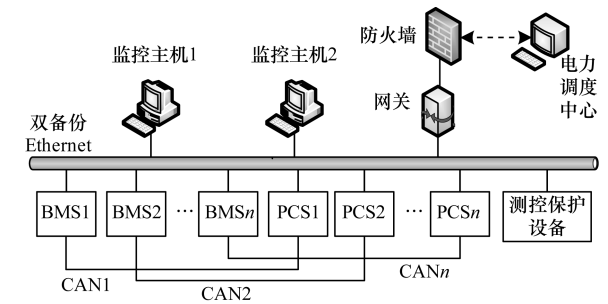 防火墙
监控主机1
监控主机2
电力
调度
中心
网关
双备份
Ethernet
BMS1
BMS2
···
BMSn
PCS1
PCS2
···
PCSn
测控保护
设备
CAN1
CAN2
CANn